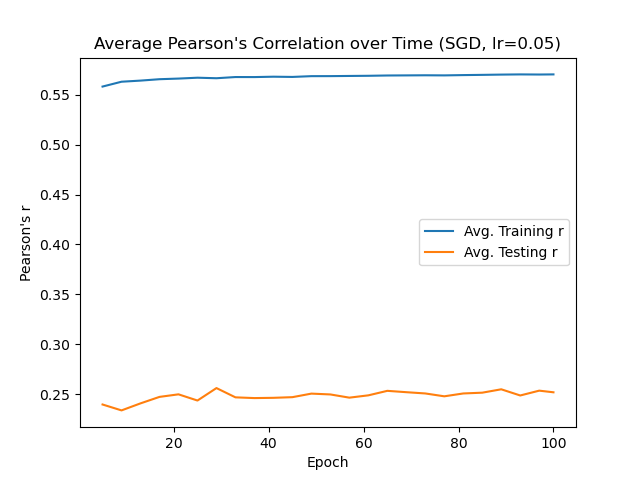 Average Pearson's Correlation over Time (SGD, lr=0.05)
Pearson's r
0.55
0.50
0.45
0.40
0.35
0.30
0.25
Avg. Training r
Avg. Testing r
20 40 60 80 100
Epoch